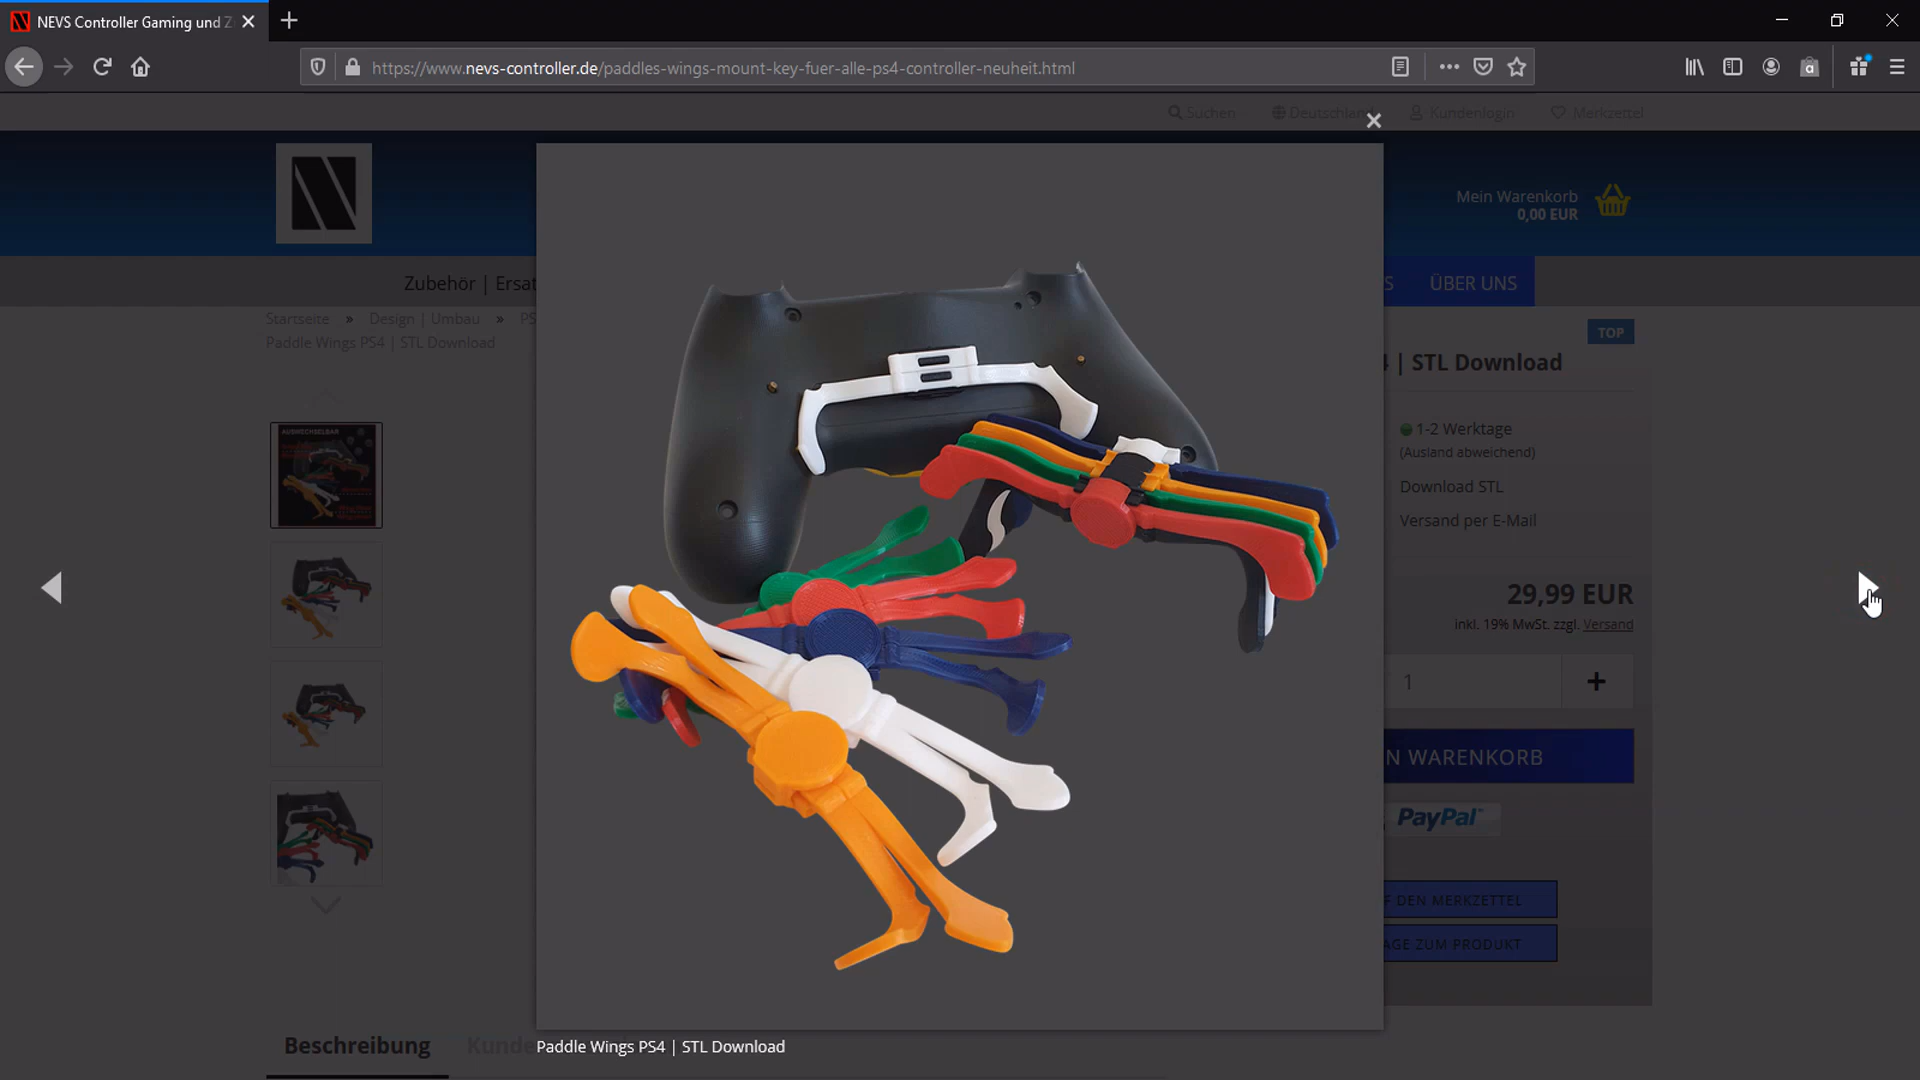 NEVS Controller Gaming und Z
https://www.nevs-controller.de/paddles-wings-mount-key-fuer-alle-ps4-controller-neuheit.html
Suchen
Deutschland
Kundenlogin
Merkzettel
Mein Warenkorb
0,00 EUR
Zubehör | Ersat
S
ÜBER UNS
Startseite » Design | Umbau » PS
Paddle Wings PS4 | STL Download
TOP
4 | STL Download
AUSWECHSELBAR
1-2 Werktage
(Ausland abweichend)
Download STL
Versand per E-Mail
29,99 EUR
inkl. 19% MwSt. zzgl. Versand
1
N WARENKORB
PayPal
F DEN MERKZETTEL
AGE ZUM PRODUKT
Beschreibung
Kunde
Paddle Wings PS4 | STL Download